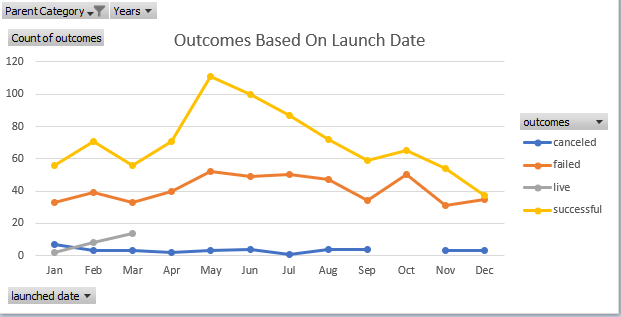 Parent Category Years
Count of outcomes
Outcomes Based On Launch Date
120
100
80
60
40
20
0
Jan Feb Mar Apr May Jun Jul Aug Sep Oct Nov Dec
outcomes
canceled
failed
live
successful
launched date